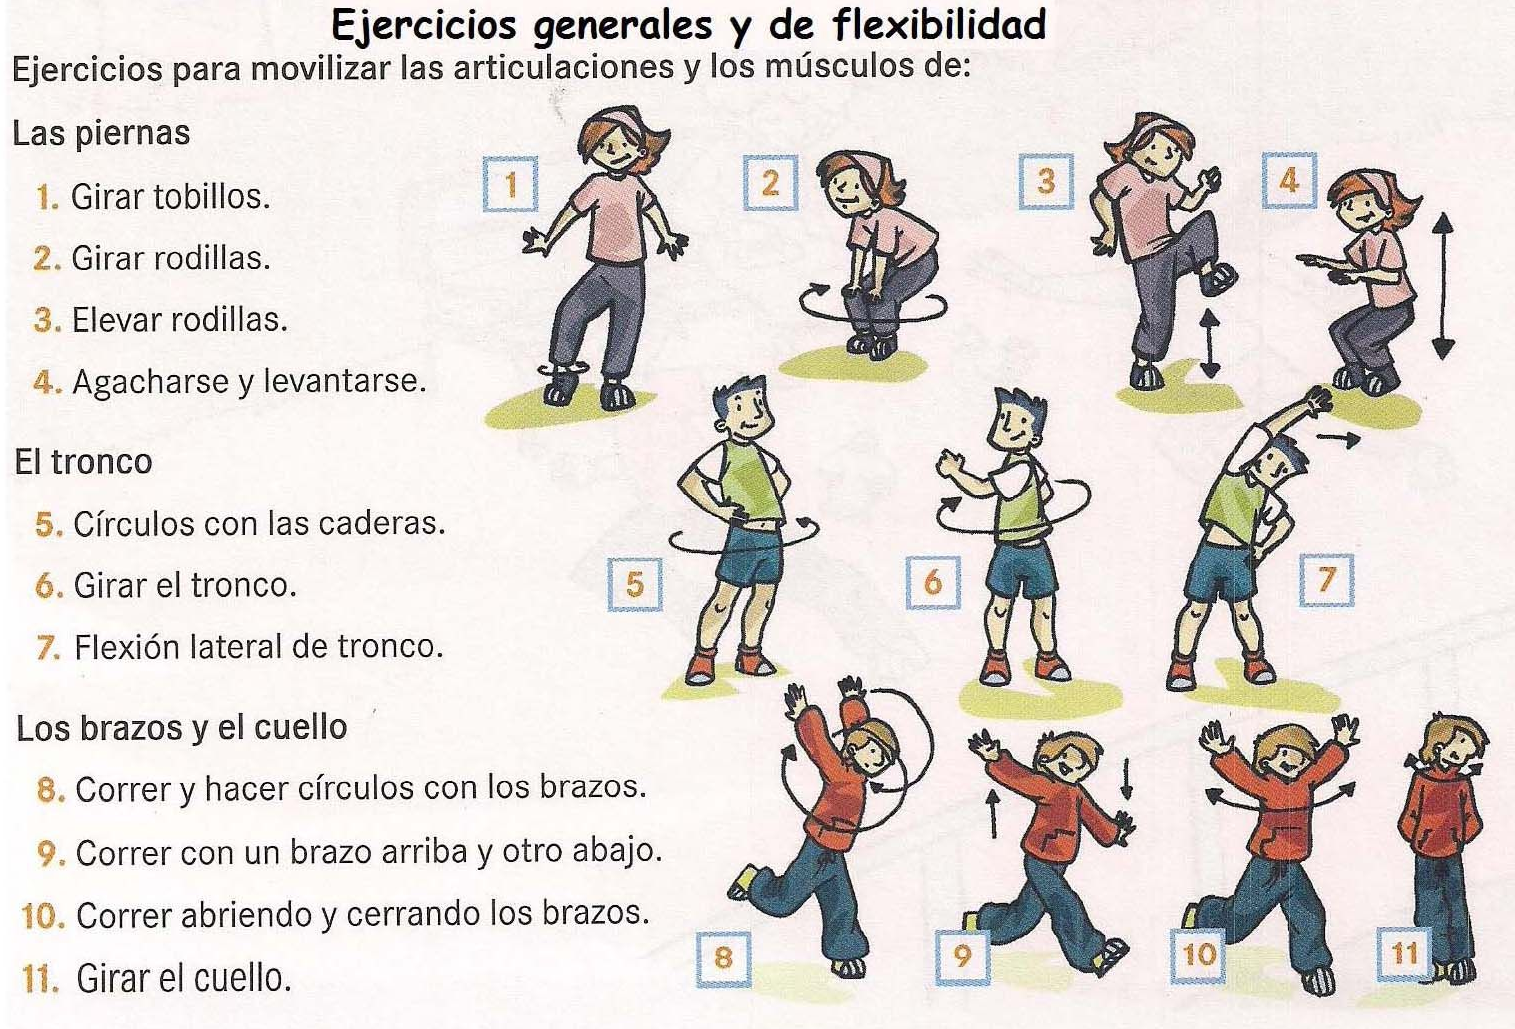 Ejercicios generales y de flexibilidad
Ejercicios para movilizar las articulaciones y los músculos de:
Las piernas
1. Girar tobillos.
2. Girar rodillas.
3. Elevar rodillas.
4. Agacharse y levantarse.
El tronco
5. Círculos con las caderas.
6. Girar el tronco.
7. Flexión lateral de tronco.
Los brazos y el cuello
8. Correr y hacer círculos con los brazos.
9. Correr con un brazo arriba y otro abajo.
10. Correr abriendo y cerrando los brazos.
11. Girar el cuello.
1
2
3
4
5
6
7
8
9
10
11